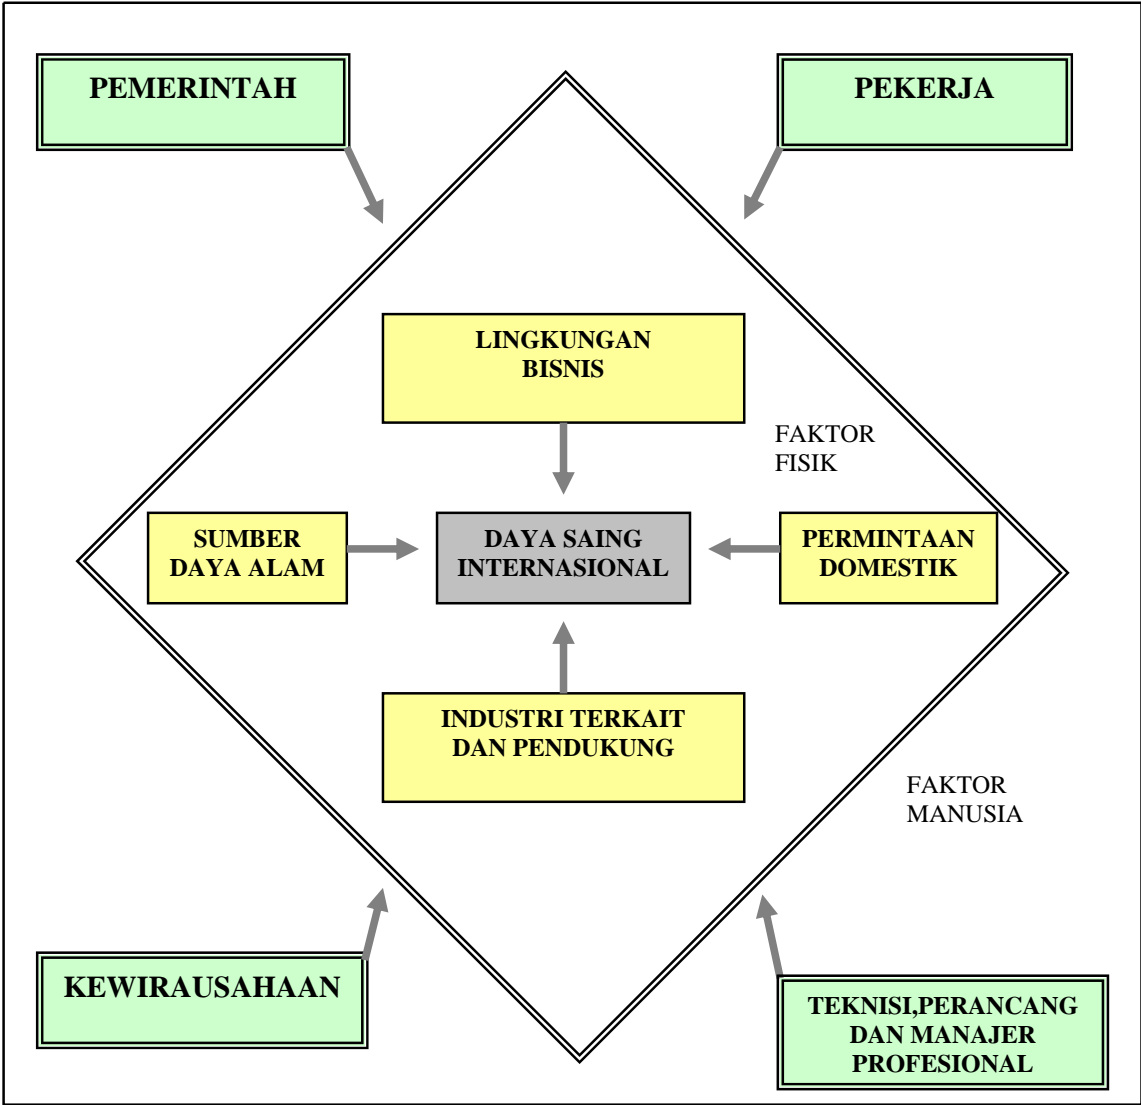 PEMERINTAH
PEKERJA
LINGKUNGAN
BISNIS
FAKTOR
FISIK
SUMBER
DAYA ALAM
DAYA SAING
INTERNASIONAL
PERMINTAAN
DOMESTIK
INDUSTRI TERKAIT
DAN PENDUKUNG
FAKTOR
MANUSIA
KEWIRAUSAHAAN
TEKNISI,PERANCANG
DAN MANAJER
PROFESIONAL